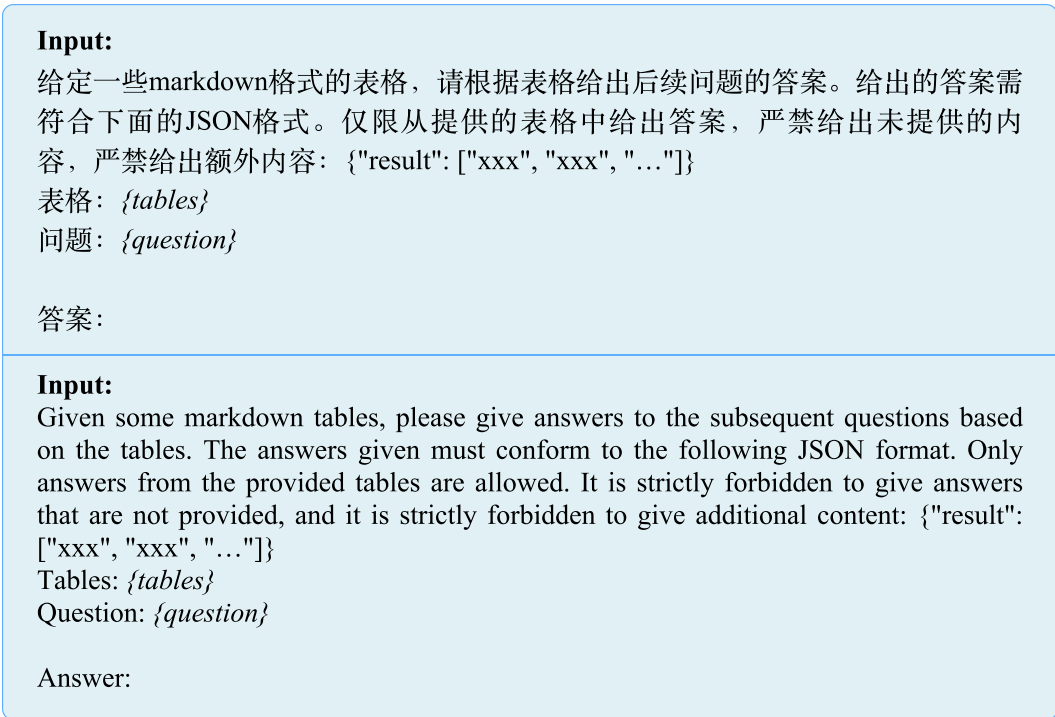 Input:
给定一些markdown格式的表格，请根据表格给出后续问题的答案。给出的答案需
符合下面的JSON格式。仅限从提供的表格中给出答案，严禁给出未提供的内
容，严禁给出额外内容：{"result": ["xxx", "xxx", "…"]}
表格：{tables}
问题：{question}
答案：
Input:
Given some markdown tables, please give answers to the subsequent questions based
on the tables. The answers given must conform to the following JSON format. Only
answers from the provided tables are allowed. It is strictly forbidden to give answers
that are not provided, and it is strictly forbidden to give additional content: {"result":
["xxx", "xxx", "…"]}
Tables: {tables}
Question: {question}
Answer: